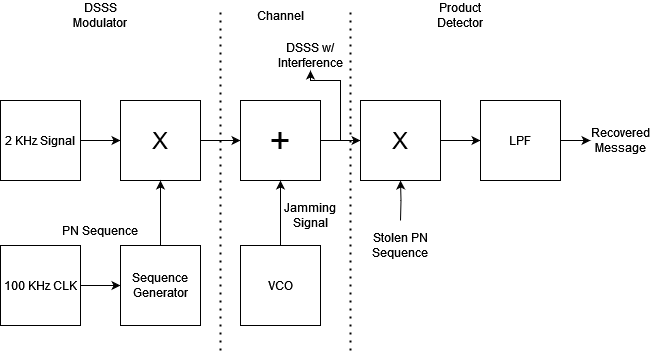 DSSS
Modulator
Channel
Product
Detector
DSSS w/
Interference
2 KHz Signal
X
+
X
LPF
Recovered
Message
PN Sequence
Jamming
Signal
Stolen PN
Sequence
100 KHz CLK
Sequence
Generator
VCO